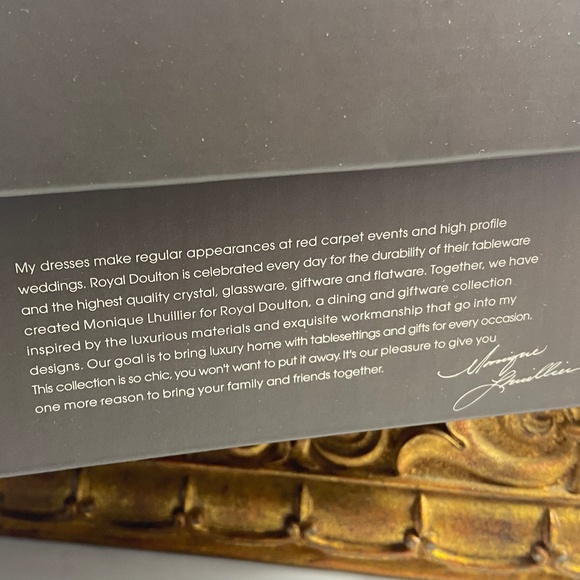 My dresses make regular appearances at red carpet events and high profile
weddings. Royal Doulton is celebrated every day for the durability of their tableware
and the highest quality crystal, glassware, giftware and flatware. Together, we have
created Monique Lhuillier for Royal Doulton, a dining and giftware collection
inspired by the luxurious materials and exquisite workmanship that go into my
designs. Our goal is to bring luxury home with tablesettings and gifts for every occasion.
This collection is so chic, you won't want to put it away. It's our pleasure to give you
one more reason to bring your family and friends together.
Monique
Lhuillier